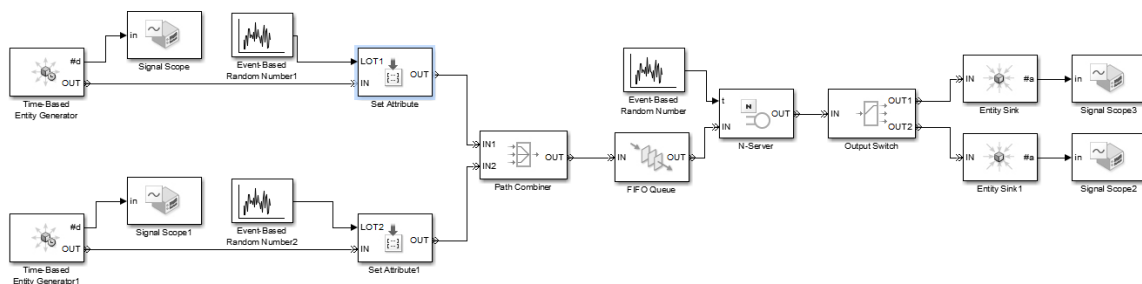 #d
OUT
Time-Based
Entity Generator
in
Signal Scope
Event-Based
Random Number1
LOT1
IN
OUT
Set Attribute
#d
OUT
Time-Based
Entity Generator1
in
Signal Scope1
Event-Based
Random Number2
LOT2
IN
OUT
Set Attribute1
IN1
IN2
OUT
Path Combiner
IN
OUT
FIFO Queue
Event-Based
Random Number
t
IN
N
OUT
N-Server
IN
OUT1
OUT2
Output Switch
IN
#a
Entity Sink
in
Signal Scope3
IN
#a
Entity Sink1
in
Signal Scope2